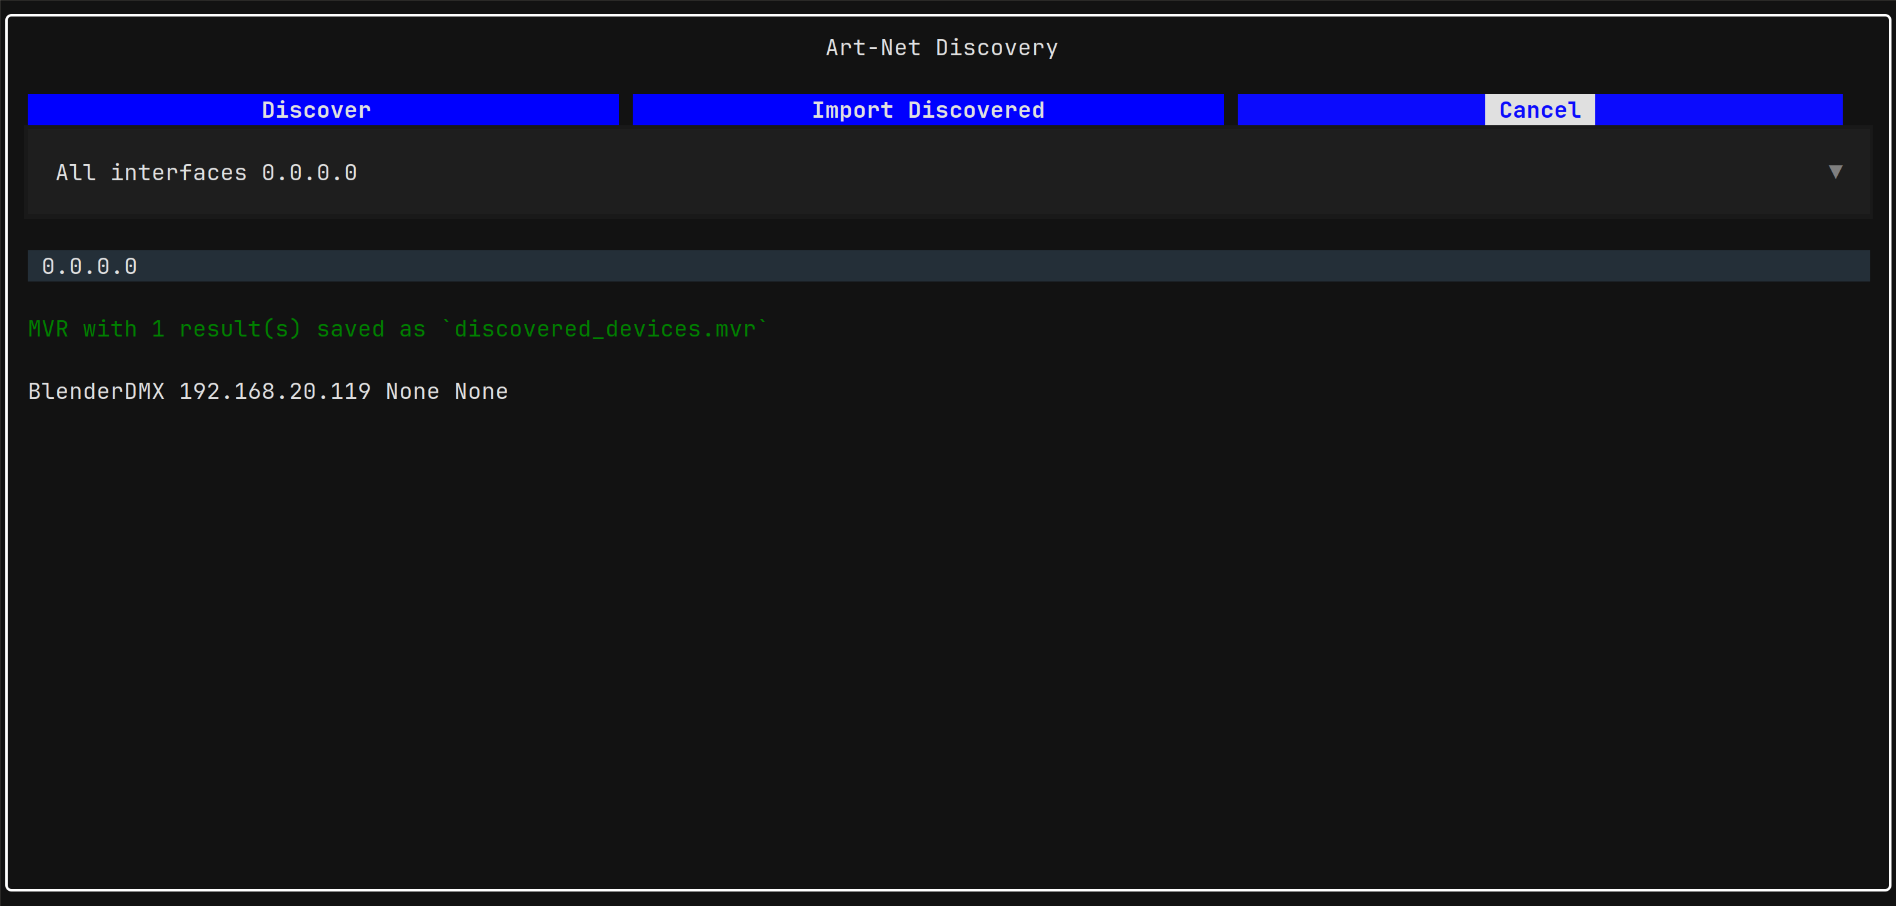 Art-Net Discovery
Discover Import Discovered Cancel
All interfaces 0.0.0.0 ▼
0.0.0.0
MVR with 1 result(s) saved as `discovered_devices.mvr`
BlenderDMX 192.168.20.119 None None